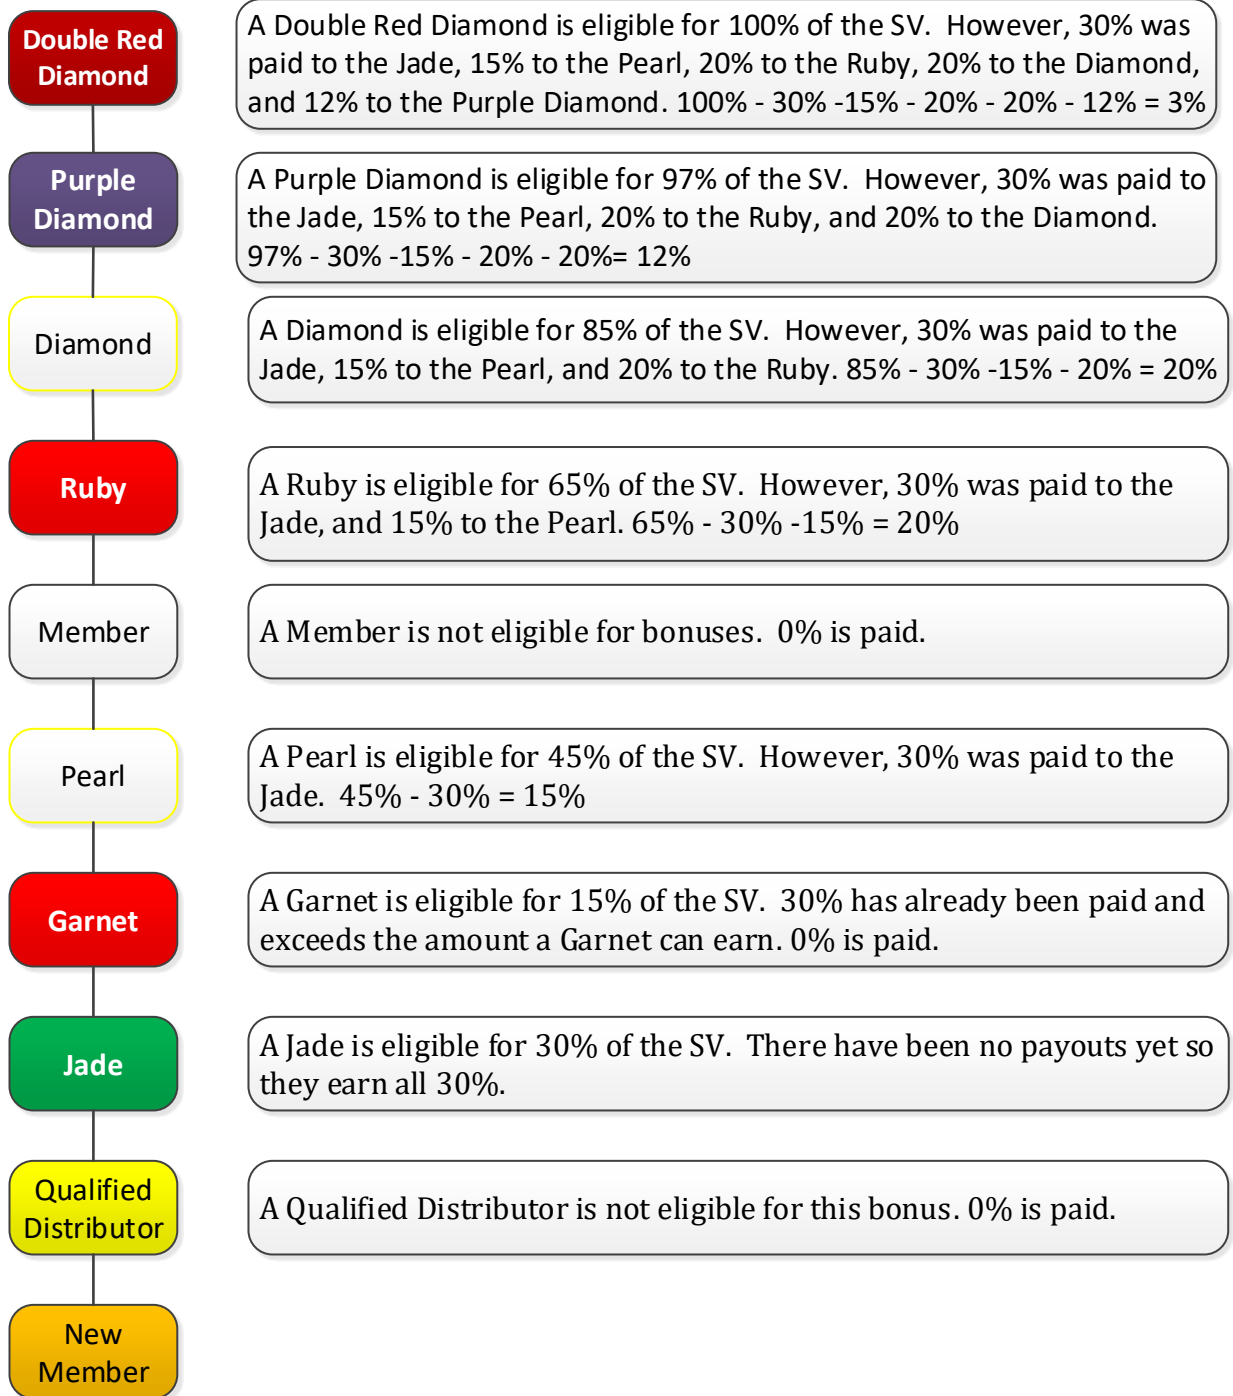 Double Red
Diamond
A Double Red Diamond is eligible for 100% of the SV.  However, 30% was
paid to the Jade, 15% to the Pearl, 20% to the Ruby, 20% to the Diamond,
and 12% to the Purple Diamond. 100% - 30% -15% - 20% - 20% - 12% = 3%
Purple
Diamond
A Purple Diamond is eligible for 97% of the SV.  However, 30% was paid to
the Jade, 15% to the Pearl, 20% to the Ruby, and 20% to the Diamond.
97% - 30% -15% - 20% - 20%= 12%
Diamond
A Diamond is eligible for 85% of the SV.  However, 30% was paid to the
Jade, 15% to the Pearl, and 20% to the Ruby. 85% - 30% -15% - 20% = 20%
Ruby
A Ruby is eligible for 65% of the SV.  However, 30% was paid to the
Jade, and 15% to the Pearl. 65% - 30% -15% = 20%
Member
A Member is not eligible for bonuses.  0% is paid.
Pearl
A Pearl is eligible for 45% of the SV.  However, 30% was paid to the
Jade.  45% - 30% = 15%
Garnet
A Garnet is eligible for 15% of the SV.  30% has already been paid and
exceeds the amount a Garnet can earn. 0% is paid.
Jade
A Jade is eligible for 30% of the SV.  There have been no payouts yet so
they earn all 30%.
Qualified
Distributor
A Qualified Distributor is not eligible for this bonus. 0% is paid.
New
Member